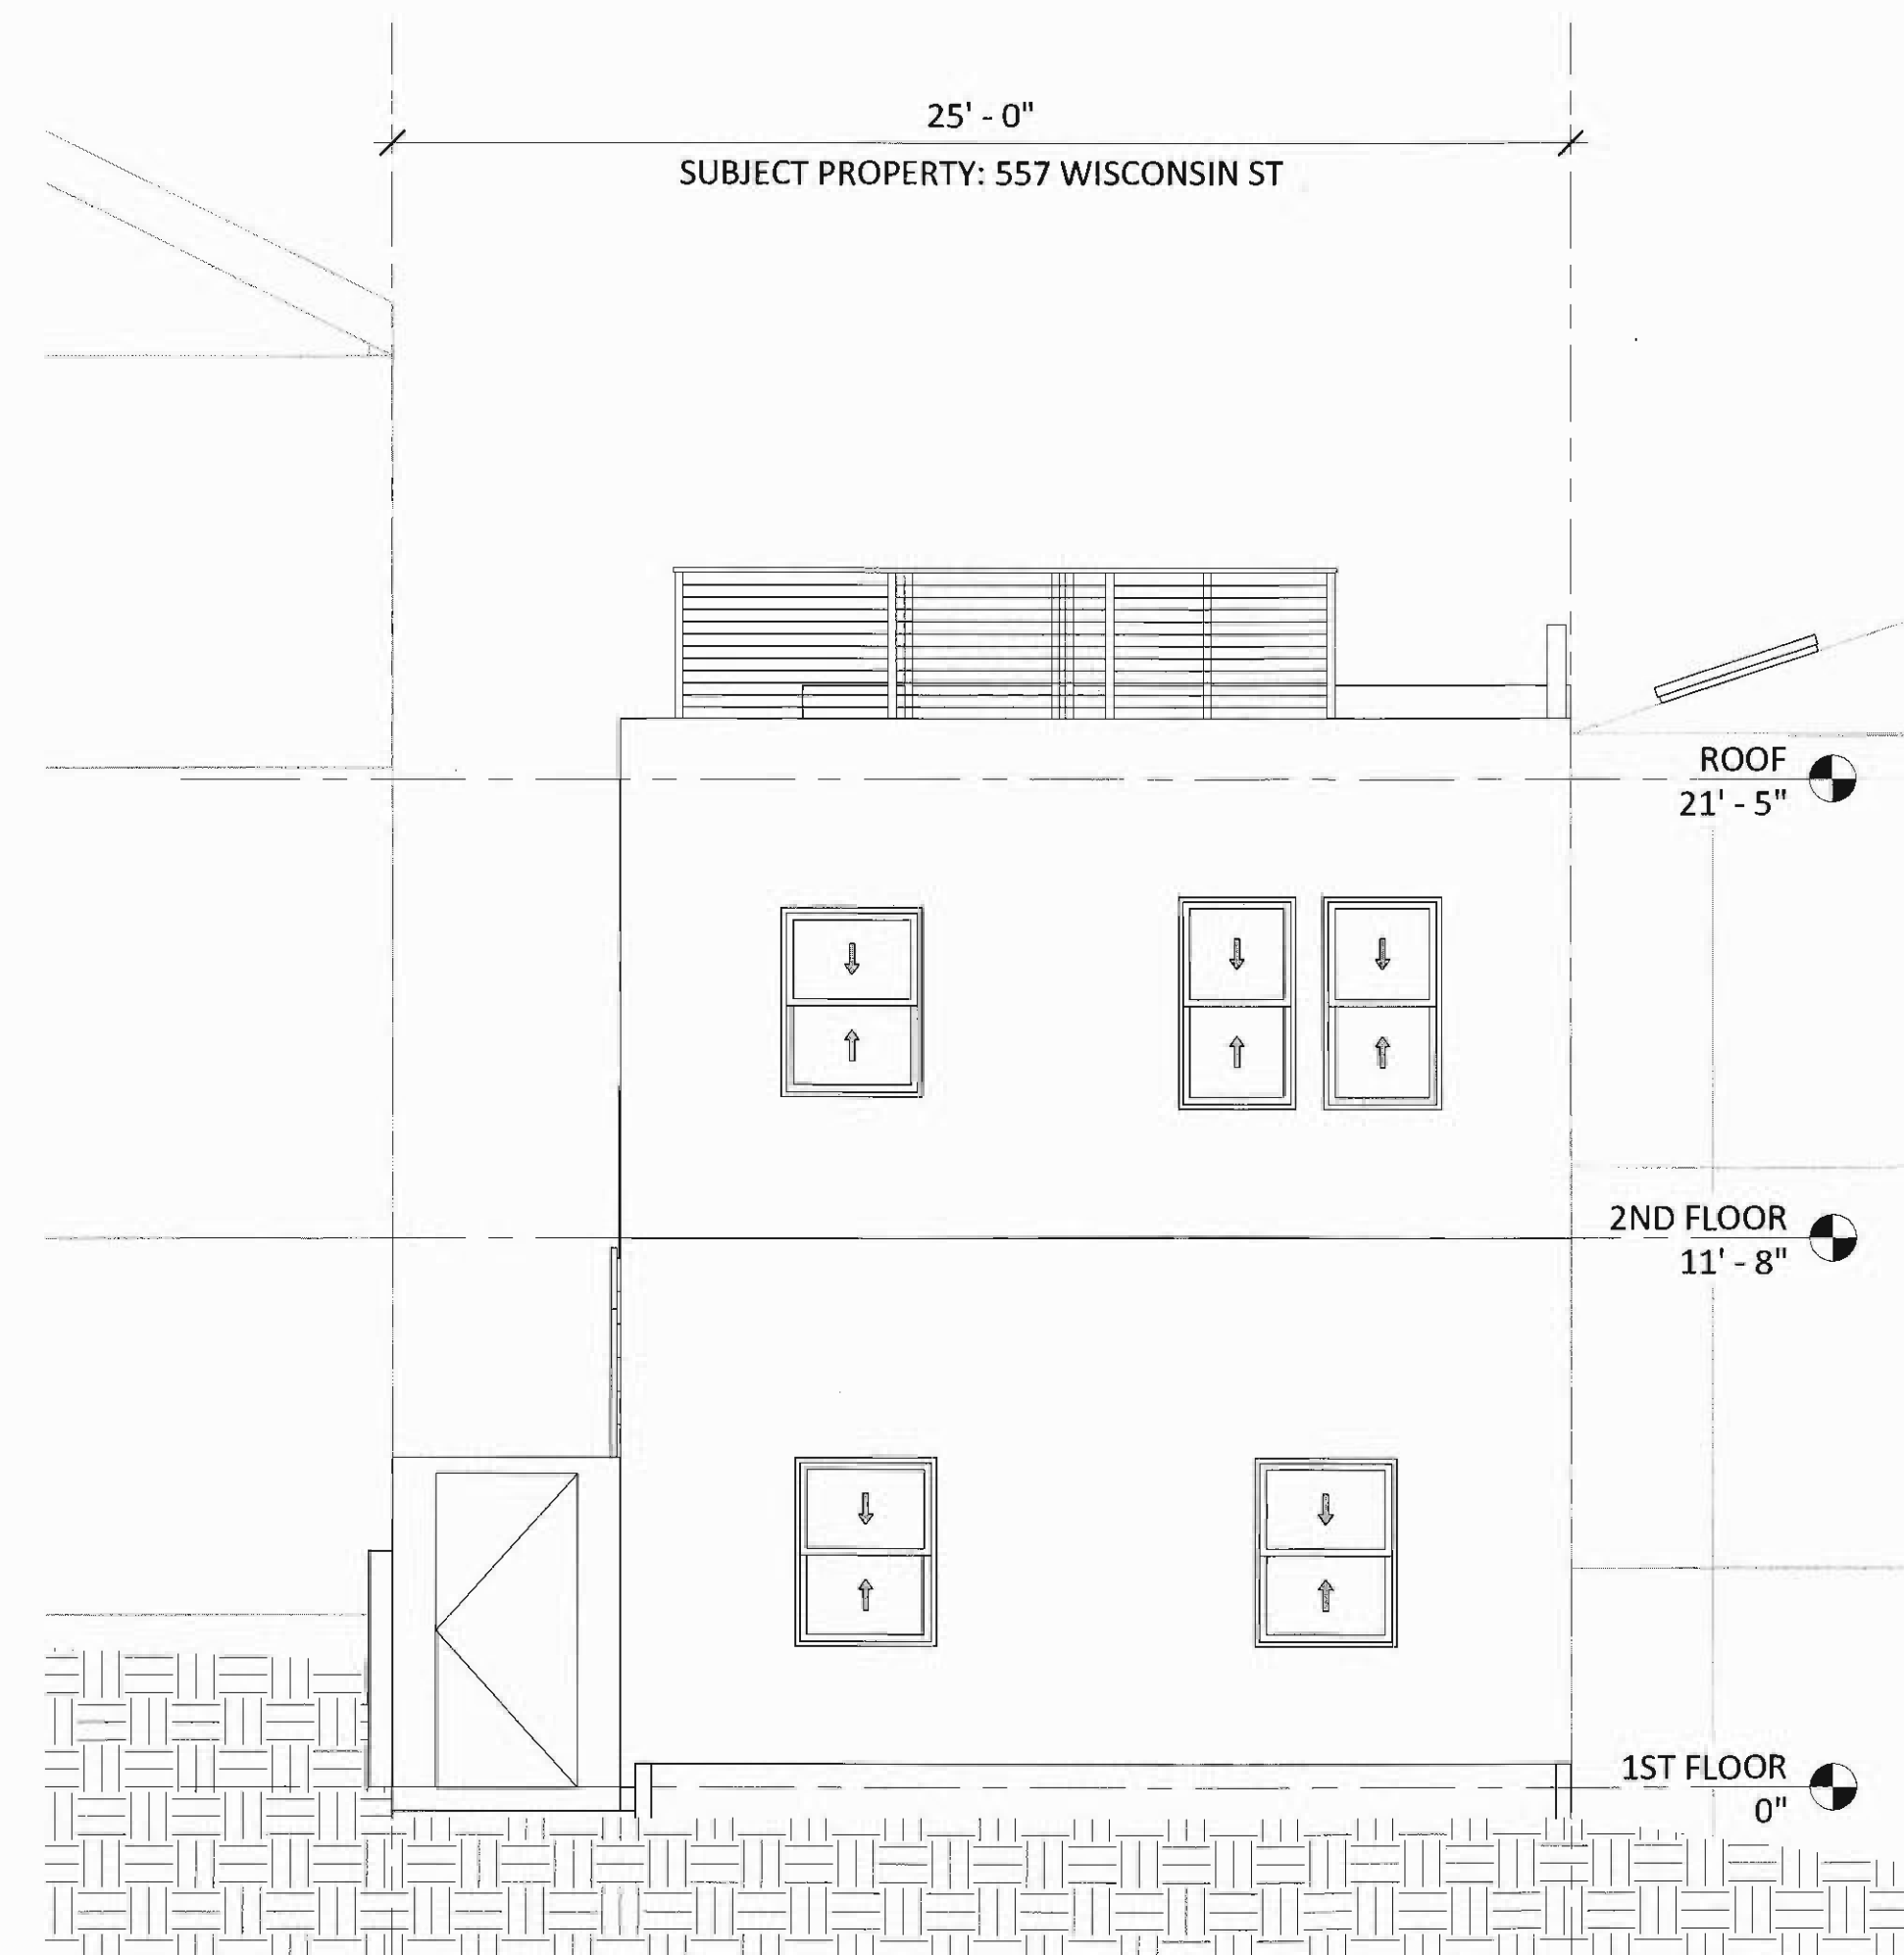 25' - 0"
SUBJECT PROPERTY: 557 WISCONSIN ST
ROOF
21' - 5"
2ND FLOOR
11' - 8"
1ST FLOOR
0"